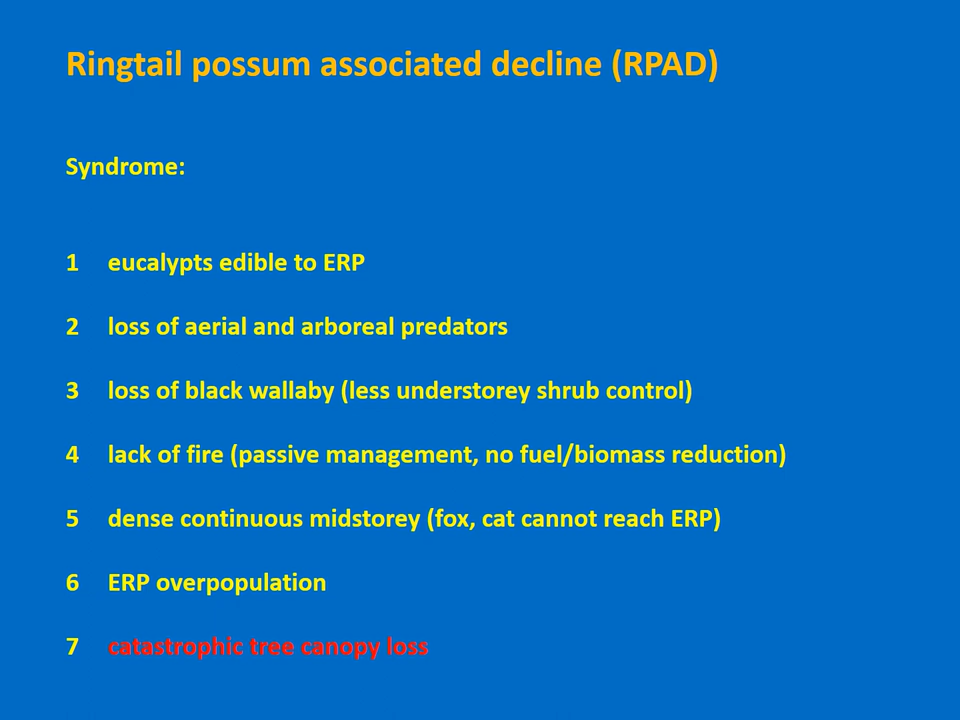 Ringtail possum associated decline (RPAD)
Syndrome:
1 eucalypts edible to ERP
2 loss of aerial and arboreal predators
3 loss of black wallaby (less understorey shrub control)
4 lack of fire (passive management, no fuel/biomass reduction)
5 dense continuous midstorey (fox, cat cannot reach ERP)
6 ERP overpopulation
7 catastrophic tree canopy loss